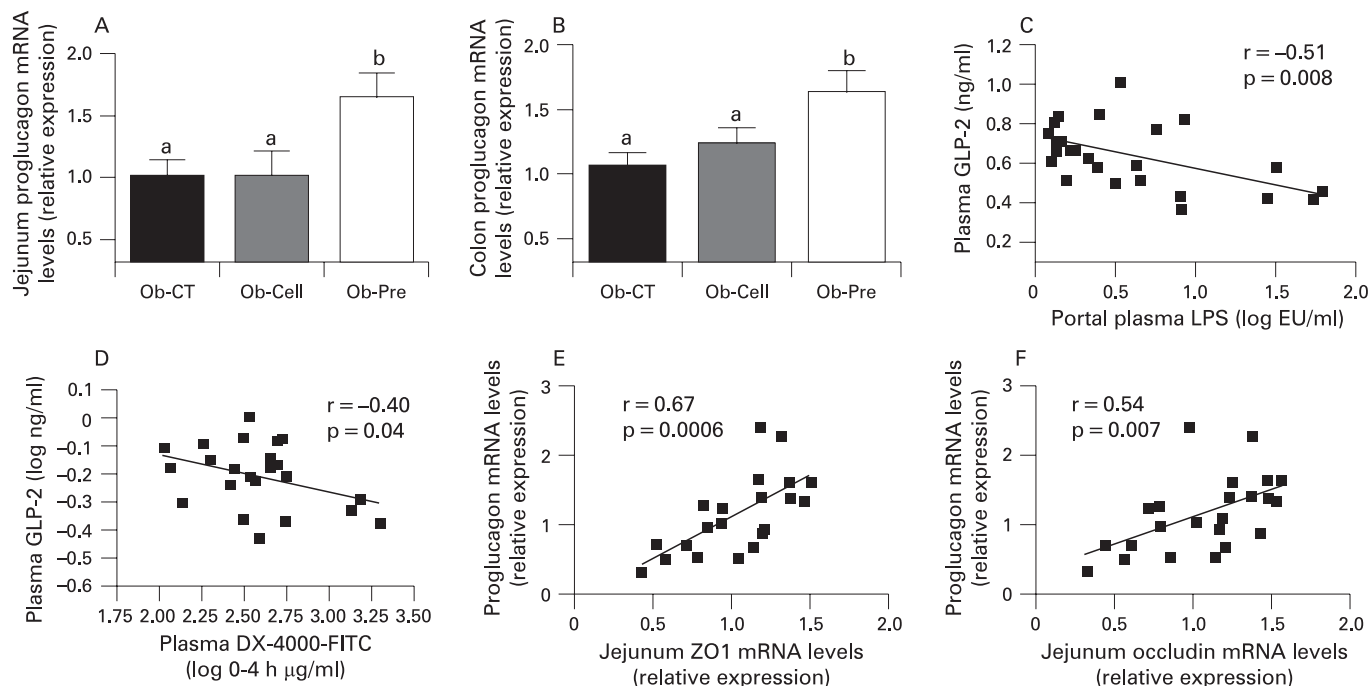 A
Jejunum proglucagon mRNA
levels (relative expression)
2.0
1.5
1.0
0.5
a
a
b
Ob-CT
Ob-Cell
Ob-Pre
B
Colon proglucagon mRNA
levels (relative expression)
2.0
1.5
1.0
0.5
a
a
b
Ob-CT
Ob-Cell
Ob-Pre
C
Plasma GLP-2 (ng/ml)
1.2
1.0
0.8
0.6
0.4
0.2
r = –0.51
p = 0.008
0 0.5 1.0 1.5 2.0
Portal plasma LPS (log EU/ml)
D
Plasma GLP-2 (log ng/ml)
0.1
0
–0.1
–0.2
–0.3
–0.4
–0.5
–0.6
r = –0.40
p = 0.04
1.75 2.00 2.25 2.50 2.75 3.00 3.25 3.50
Plasma DX-4000-FITC
(log 0-4 h μg/ml)
E
Proglucagon mRNA levels
(relative expression)
3
2
1
0
r = 0.67
p = 0.0006
0 0.5 1.0 1.5 2.0
Jejunum ZO1 mRNA levels
(relative expression)
F
Proglucagon mRNA levels
(relative expression)
3
2
1
0
r = 0.54
p = 0.007
0 0.5 1.0 1.5 2.0
Jejunum occludin mRNA levels
(relative expression)